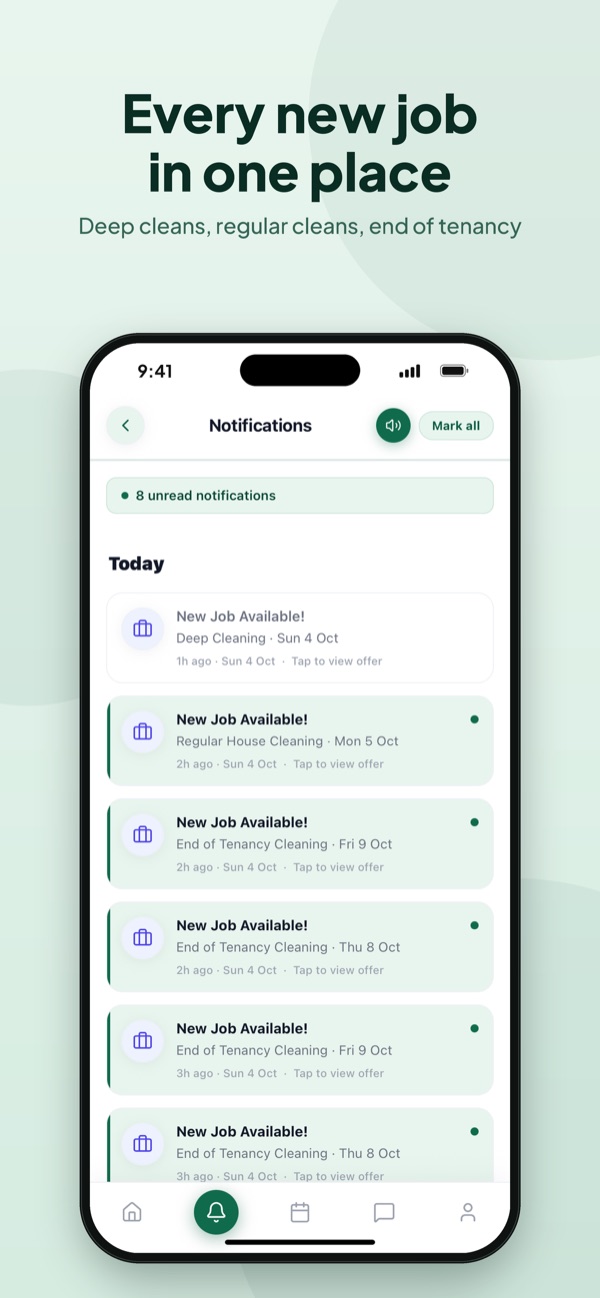 Every new job
in one place
Deep cleans, regular cleans, end of tenancy
9:41
Notifications
Mark all
8 unread notifications
Today
New Job Available!
Deep Cleaning · Sun 4 Oct
1h ago · Sun 4 Oct · Tap to view offer
New Job Available!
Regular House Cleaning · Mon 5 Oct
2h ago · Sun 4 Oct · Tap to view offer
New Job Available!
End of Tenancy Cleaning · Fri 9 Oct
2h ago · Sun 4 Oct · Tap to view offer
New Job Available!
End of Tenancy Cleaning · Thu 8 Oct
2h ago · Sun 4 Oct · Tap to view offer
New Job Available!
End of Tenancy Cleaning · Fri 9 Oct
3h ago · Sun 4 Oct · Tap to view offer
New Job Available!
End of Tenancy Cleaning · Thu 8 Oct
3h ago · Sun 4 Oct · Tap to view offer